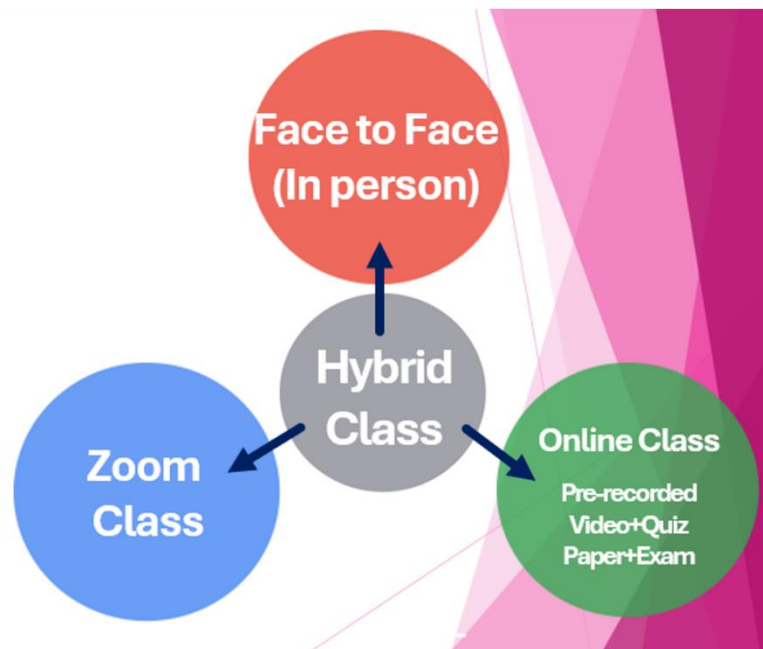 Face to Face
(In person)
Hybrid
Class
Zoom
Class
Online Class
Pre-recorded
Video+Quiz
Paper+Exam